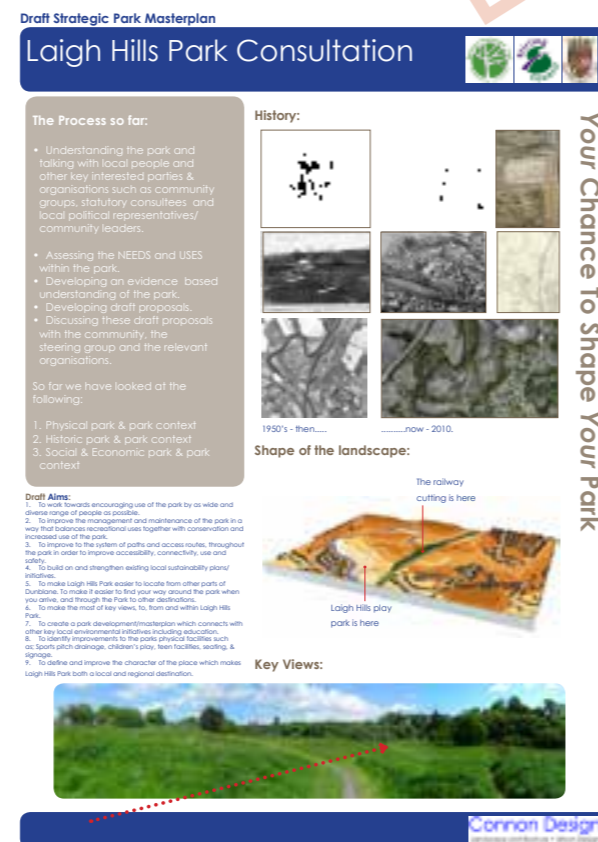 Draft Strategic Park Masterplan
Laigh Hills Park Consultation
The Process so far:
• Understanding the park and
talking with local people and
other key interested parties &
organisations such as community
groups, statutory consultees and
local political representatives/
community leaders.
• Assessing the NEEDS and USES
within the park.
• Developing an evidence based
understanding of the park.
• Developing draft proposals.
• Discussing these draft proposals
with the community, the
steering group and the relevant
organisations.
So far we have looked at the
following:
1. Physical park & park context
2. Historic park & park context
3. Social & Economic park & park
context
Draft Aims:
1. To work towards encouraging use of the park by as wide and
diverse range of people as possible.
2. To improve the management and maintenance of the park in a
way that balances recreational uses together with conservation and
increased use of the park.
3. To improve to the system of paths and access routes, throughout
the park in order to improve accessibility, connectivity, use and
safety.
4. To build on and strengthen existing local sustainability plans/
initiatives.
5. To make Laigh Hills Park easier to locate from other parts of
Dunblane. To make it easier to find your way around the park when
you arrive, and through the Park to other destinations.
6. To make the most of key views, to, from and within Laigh Hills
Park.
7. To create a park development/masterplan which connects with
other key local environmental initiatives including education.
8. To identify improvements to the parks physical facilities such
as; Sports pitch drainage, children's play, teen facilities, seating, &
signage.
9. To define and improve the character of the place which makes
Laigh Hills Park both a local and regional destination.
History:
1950's - then.....
..........now - 2010.
Shape of the landscape:
The railway
cutting is here
Laigh Hills play
park is here
Key Views:
Your Chance To Shape Your Park
Connon Design